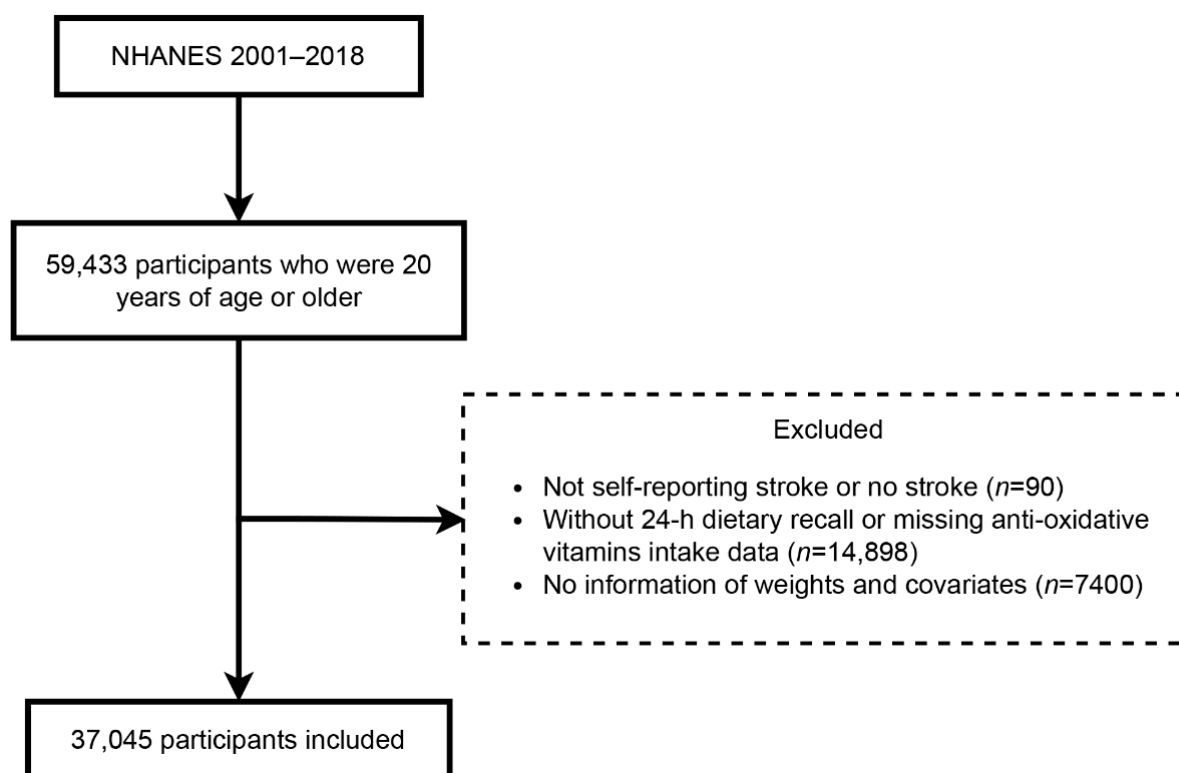 NHANES 2001–2018
59,433 participants who were 20
years of age or older
Excluded
• Not self-reporting stroke or no stroke (n=90)
• Without 24-h dietary recall or missing anti-oxidative
vitamins intake data (n=14,898)
• No information of weights and covariates (n=7400)
37,045 participants included